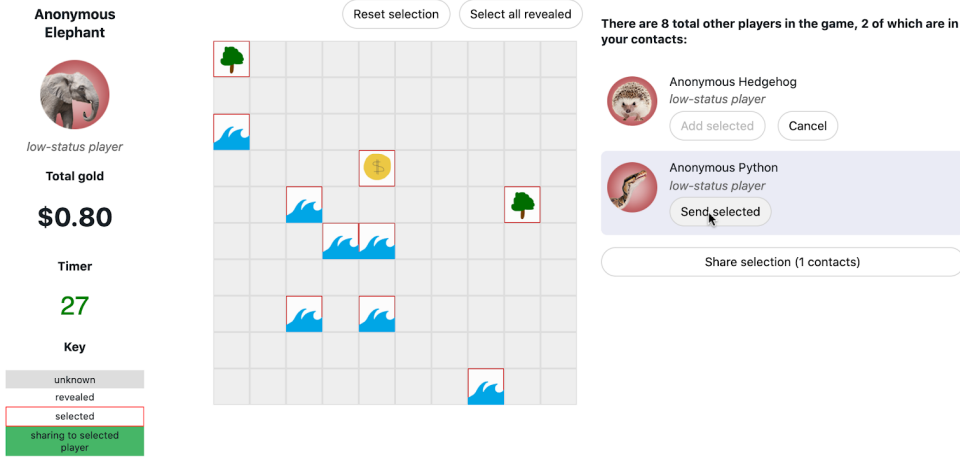 Anonymous
Elephant
low-status player
Total gold
$0.80
Timer
27
Key
unknown
revealed
selected
sharing to selected
player
Reset selection
Select all revealed
There are 8 total other players in the game, 2 of which are in
your contacts:
Anonymous Hedgehog
low-status player
Add selected
Cancel
Anonymous Python
low-status player
Send selected
Share selection (1 contacts)